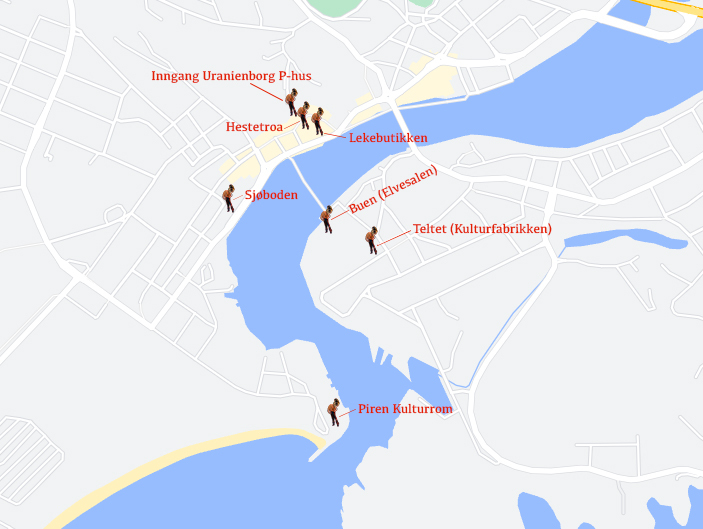 Inngang Uranienborg P-hus
Hestetroa
Lekebutikken
Sjøboden
Buen (Elvesalen)
Teltet (Kulturfabrikken)
Piren Kulturrom